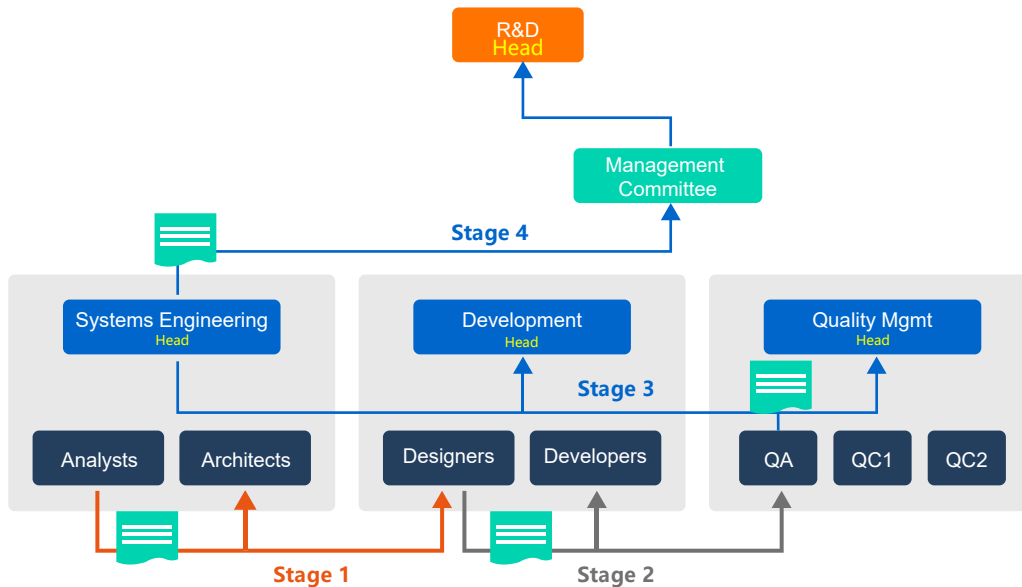 R&D
Head
Management
Committee
Stage 4
Systems Engineering
Head
Development
Head
Quality Mgmt
Head
Stage 3
Analysts
Architects
Designers
Developers
QA
QC1
QC2
Stage 1
Stage 2